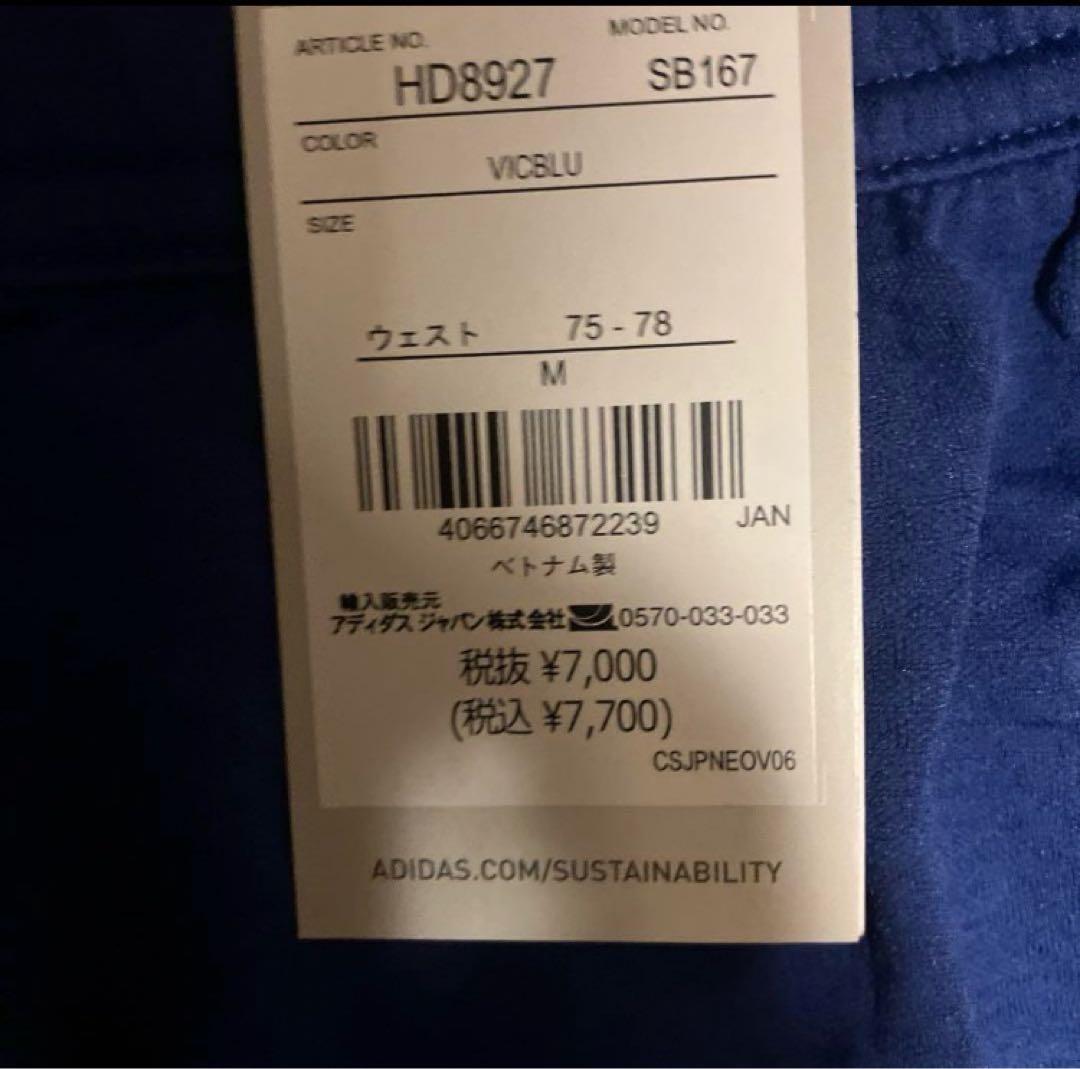 ARTICLE NO. MODEL NO.
HD8927 SB167
COLOR
VICBLU
SIZE
ウェスト 75 - 78
M
4066746872239 JAN
ベトナム製
輸入販売元
アディダス ジャパン株式会社 0570-033-033
税抜 ¥7,000
(税込 ¥7,700)
CSJPNEOV06
ADIDAS.COM/SUSTAINABILITY